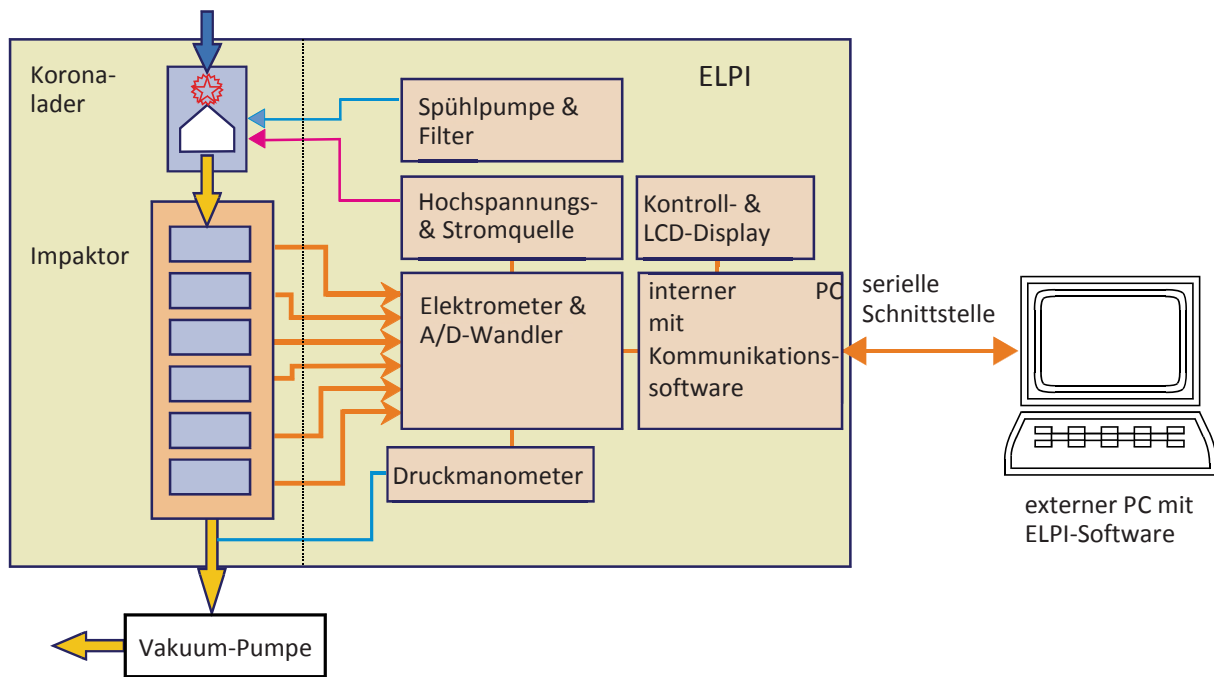 Korona-
lader
ELPI
Spühlpumpe &
Filter
Hochspannungs-
& Stromquelle
Kontroll- &
LCD-Display
Impaktor
Elektrometer &
A/D-Wandler
interner PC
mit
Kommunikations-
software
serielle
Schnittstelle
Druckmanometer
externer PC mit
ELPI-Software
Vakuum-Pumpe